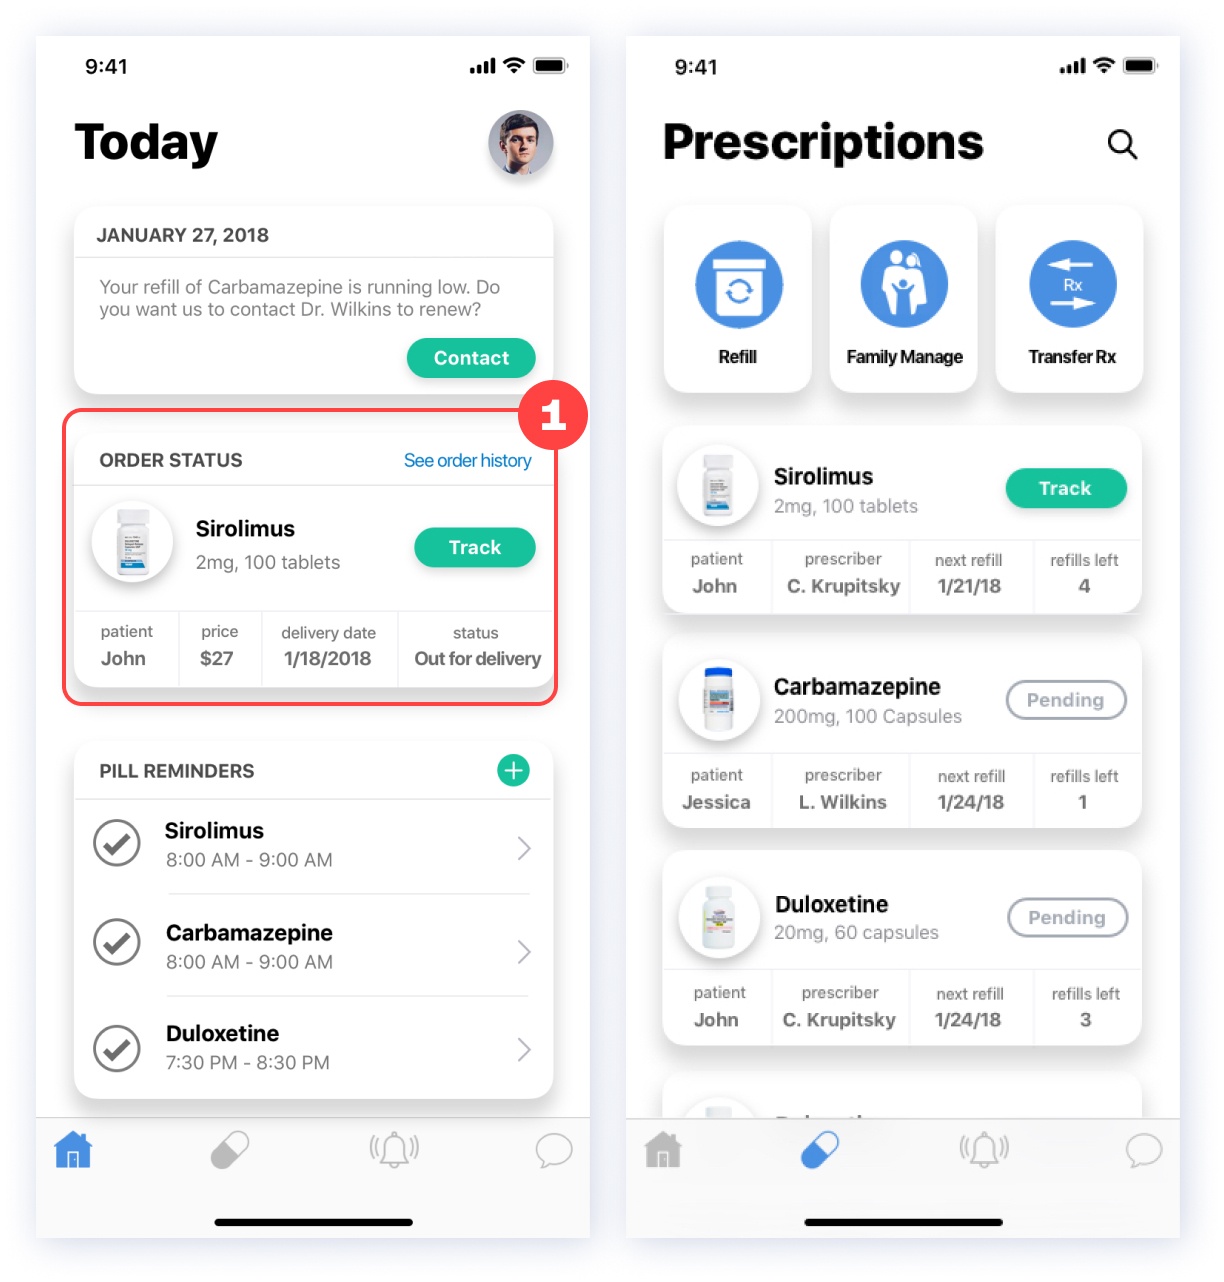 9:41
Today
JANUARY 27, 2018
Your refill of Carbamazepine is running low. Do
you want us to contact Dr. Wilkins to renew?
Contact
1
ORDER STATUS
See order history
Sirolimus
2mg, 100 tablets
Track
patient
John
price
$27
delivery date
1/18/2018
status
Out for delivery
PILL REMINDERS
Sirolimus
8:00 AM - 9:00 AM
Carbamazepine
8:00 AM - 9:00 AM
Duloxetine
7:30 PM - 8:30 PM
9:41
Prescriptions
Refill
Family Manage
Rx
Transfer Rx
Sirolimus
2mg, 100 tablets
Track
patient
John
prescriber
C. Krupitsky
next refill
1/21/18
refills left
4
Carbamazepine
200mg, 100 Capsules
Pending
patient
Jessica
prescriber
L. Wilkins
next refill
1/24/18
refills left
1
Duloxetine
20mg, 60 capsules
Pending
patient
John
prescriber
C. Krupitsky
next refill
1/24/18
refills left
3